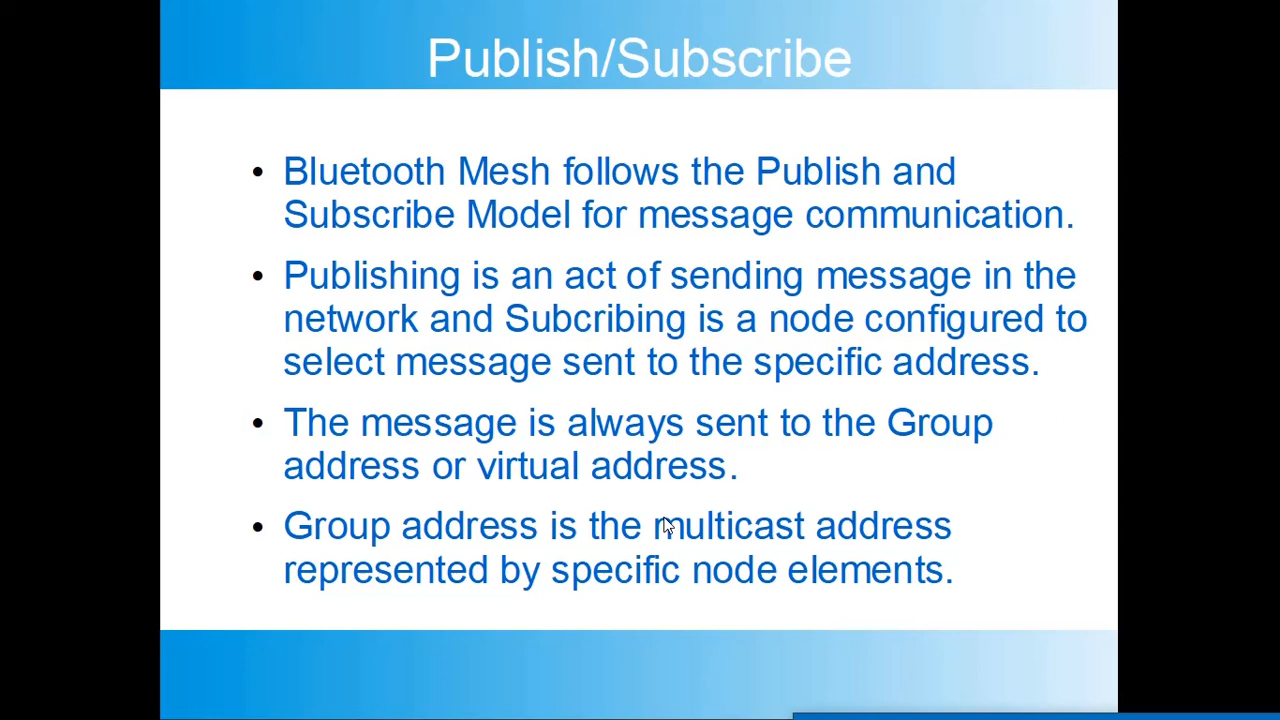 Publish/Subscribe
• Bluetooth Mesh follows the Publish and
Subscribe Model for message communication.
• Publishing is an act of sending message in the
network and Subcribing is a node configured to
select message sent to the specific address.
• The message is always sent to the Group
address or virtual address.
• Group address is the multicast address
represented by specific node elements.